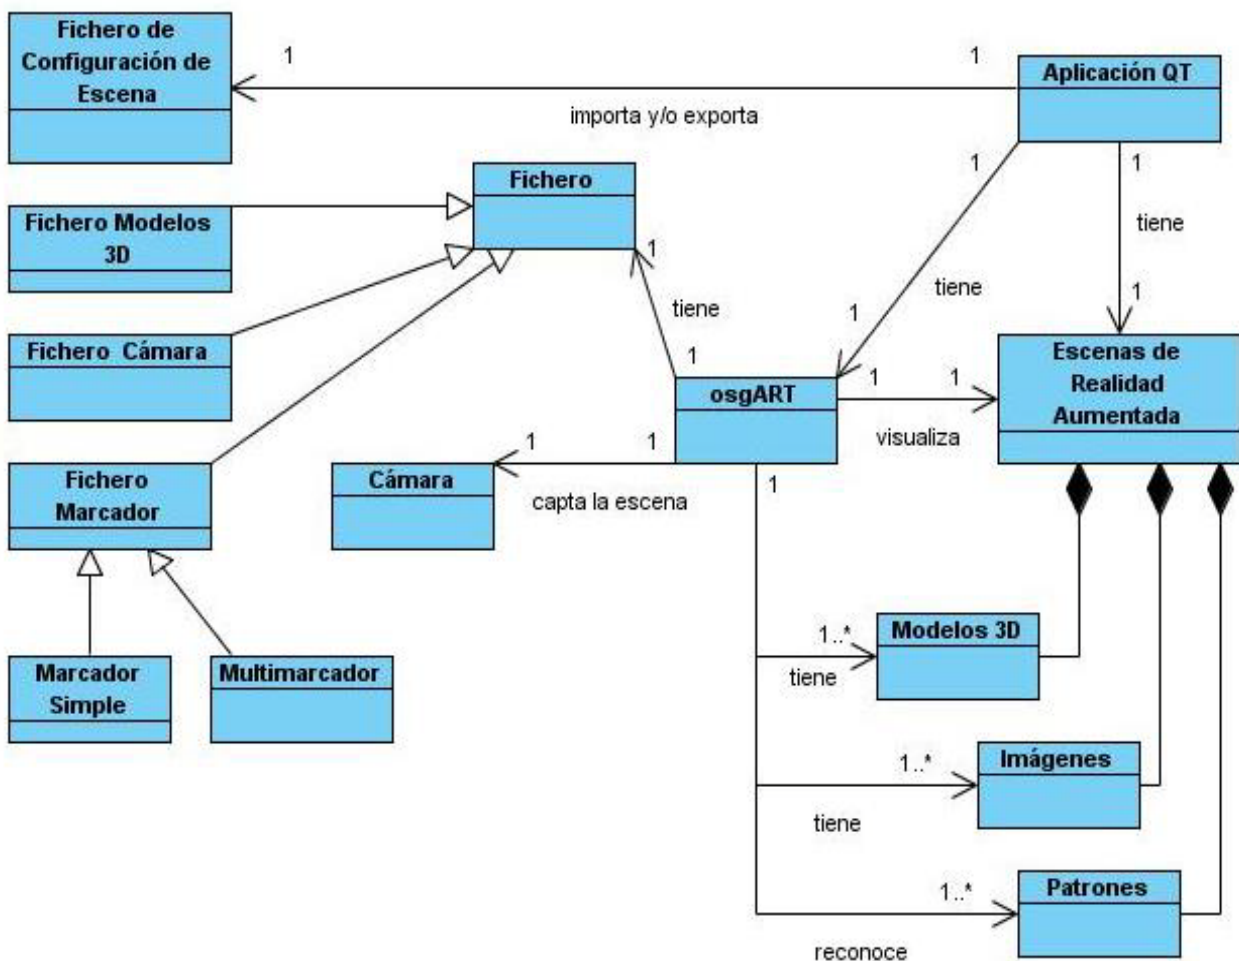 Fichero de
Configuración de
Escena
1
1
Aplicación QT
importa y/o exporta
Fichero
1
1
Fichero Modelos
3D
tiene
1
tiene
tiene
1
1
Fichero Cámara
1
Escenas de
Realidad
Aumentada
osgART
1
1
1
visualiza
1
1
Fichero
Marcador
Cámara
capta la escena
1
Modelos 3D
1..*
tiene
Marcador
Simple
Multimarcador
Imágenes
1..*
tiene
Patrones
1..*
reconoce